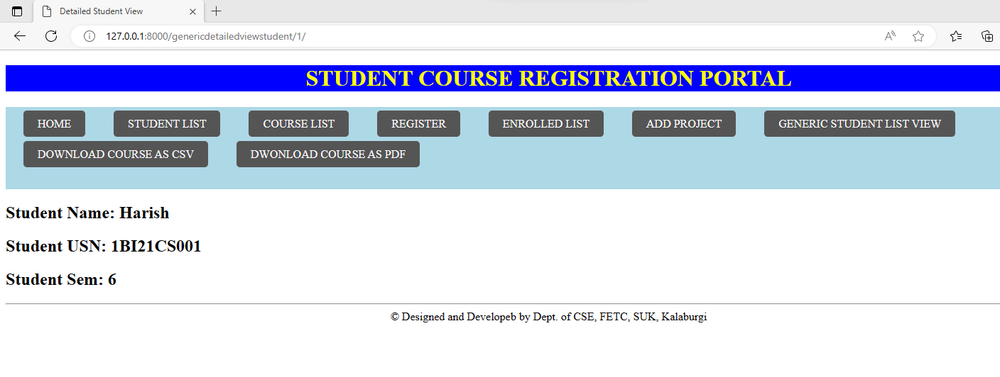 Detailed Student View
127.0.0.1:8000/genericdetailedviewstudent/1/
STUDENT COURSE REGISTRATION PORTAL
HOME STUDENT LIST COURSE LIST REGISTER ENROLLED LIST ADD PROJECT GENERIC STUDENT LIST VIEW
DOWNLOAD COURSE AS CSV DWONLOAD COURSE AS PDF
Student Name: Harish
Student USN: 1BI21CS001
Student Sem: 6
© Designed and Developeb by Dept. of CSE, FETC, SUK, Kalaburgi